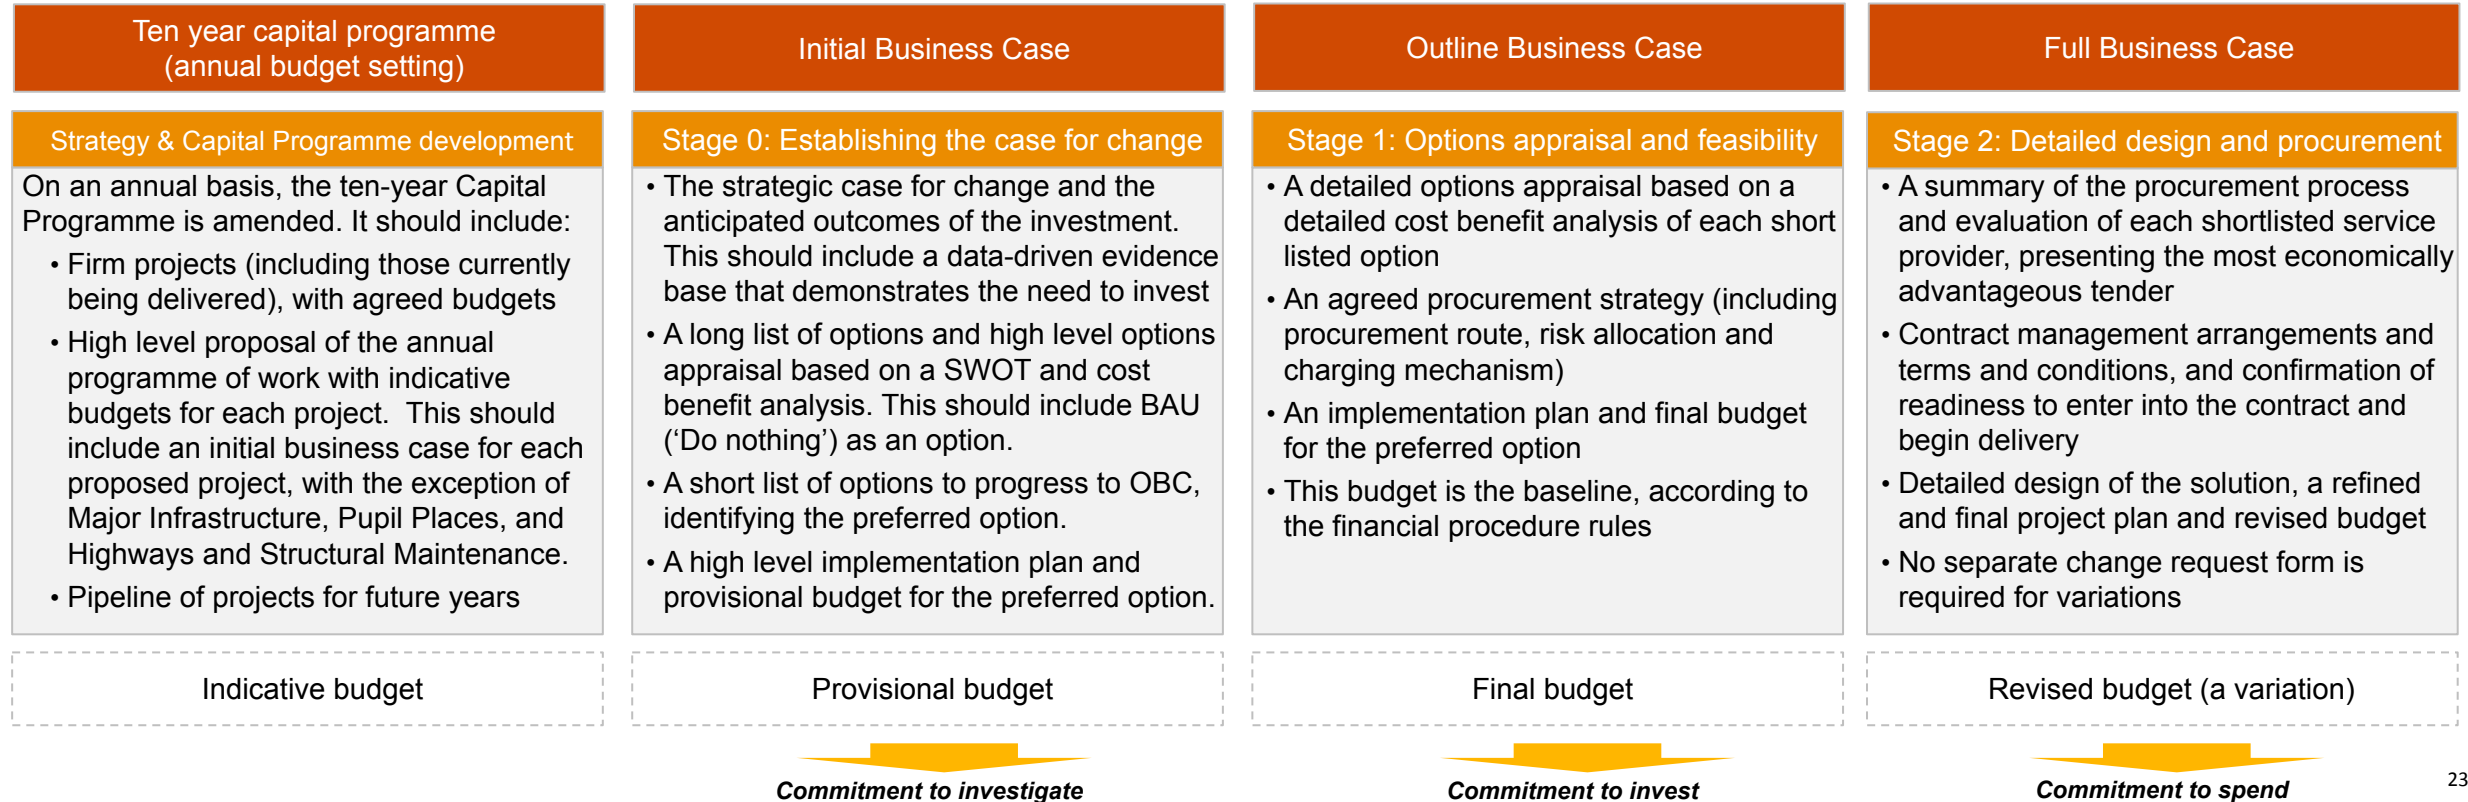 Ten year capital programme
(annual budget setting)
Strategy & Capital Programme development
On an annual basis, the ten-year Capital
Programme is amended. It should include:
• Firm projects (including those currently
being delivered), with agreed budgets
• High level proposal of the annual
programme of work with indicative
budgets for each project.  This should
include an initial business case for each
proposed project, with the exception of
Major Infrastructure, Pupil Places, and
Highways and Structural Maintenance.
• Pipeline of projects for future years
Indicative budget
Initial Business Case
Stage 0: Establishing the case for change
• The strategic case for change and the
anticipated outcomes of the investment.
This should include a data-driven evidence
base that demonstrates the need to invest
• A long list of options and high level options
appraisal based on a SWOT and cost
benefit analysis. This should include BAU
(‘Do nothing’) as an option.
• A short list of options to progress to OBC,
identifying the preferred option.
• A high level implementation plan and
provisional budget for the preferred option.
Provisional budget
Commitment to investigate
Outline Business Case
Stage 1: Options appraisal and feasibility
• A detailed options appraisal based on a
detailed cost benefit analysis of each short
listed option
• An agreed procurement strategy (including
procurement route, risk allocation and
charging mechanism)
• An implementation plan and final budget
for the preferred option
• This budget is the baseline, according to
the financial procedure rules
Final budget
Commitment to invest
Full Business Case
Stage 2: Detailed design and procurement
• A summary of the procurement process
and evaluation of each shortlisted service
provider, presenting the most economically
advantageous tender
• Contract management arrangements and
terms and conditions, and confirmation of
readiness to enter into the contract and
begin delivery
• Detailed design of the solution, a refined
and final project plan and revised budget
• No separate change request form is
required for variations
Revised budget (a variation)
Commitment to spend
23